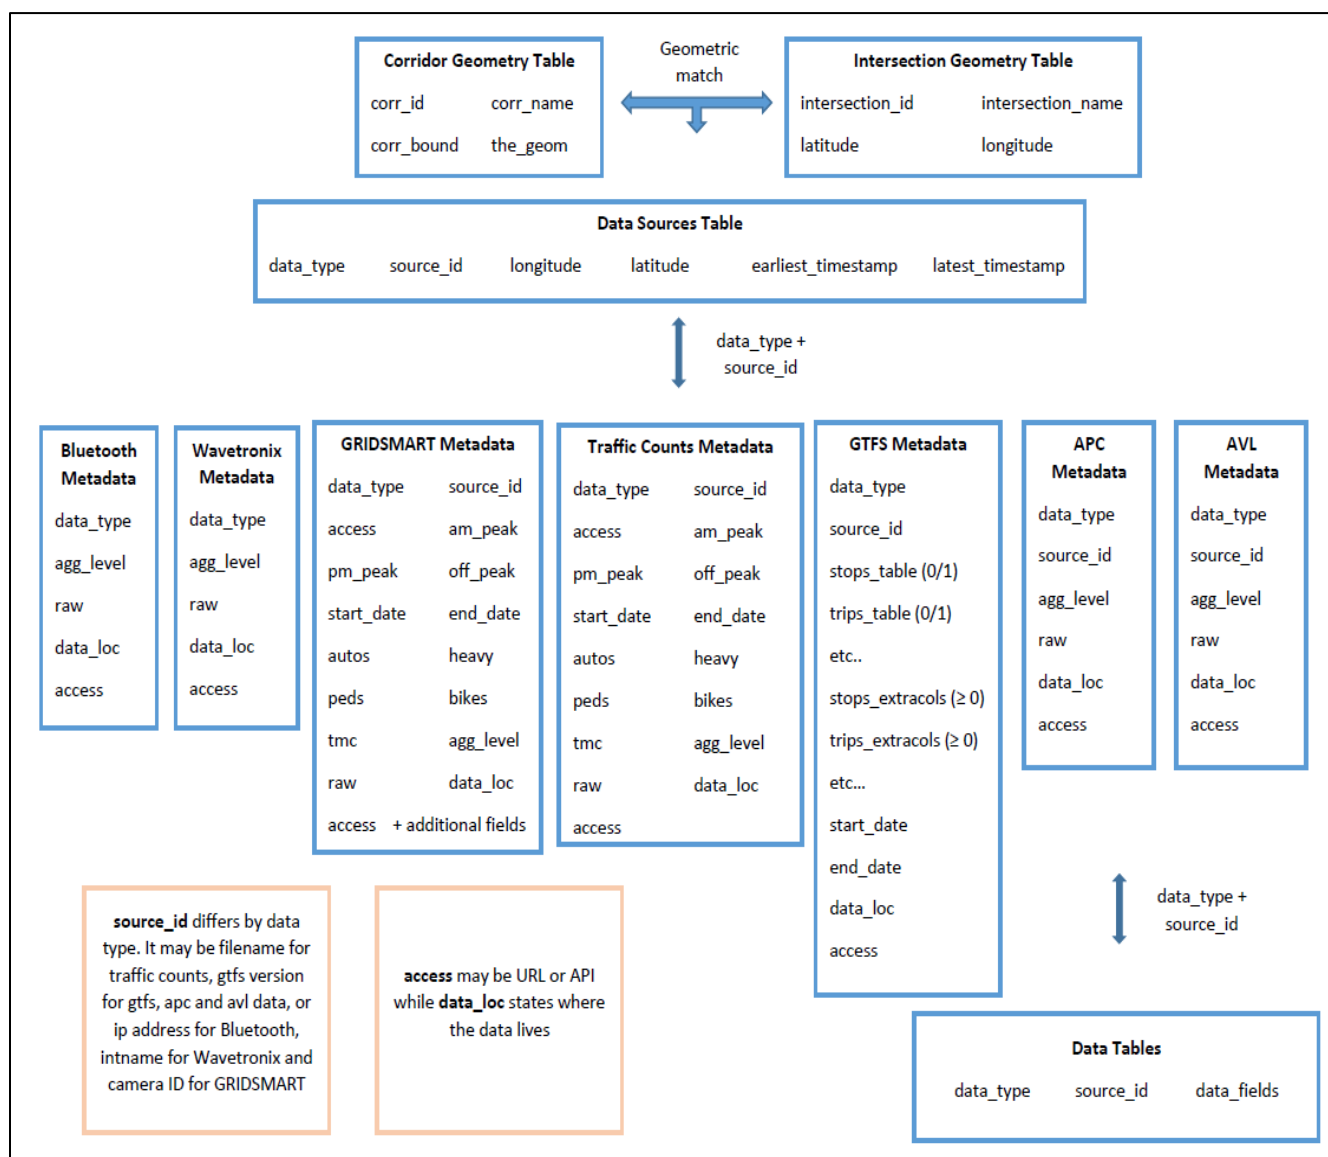 Corridor Geometry Table
corr_id corr_name
corr_bound the_geom
Geometric
match
Intersection Geometry Table
intersection_id intersection_name
latitude longitude
Data Sources Table
data_type source_id longitude latitude earliest_timestamp latest_timestamp
data_type +
source_id
Bluetooth
Metadata
data_type
agg_level
raw
data_loc
access
Wavetronix
Metadata
data_type
agg_level
raw
data_loc
access
GRIDSMART Metadata
data_type source_id
access am_peak
pm_peak off_peak
start_date end_date
autos heavy
peds bikes
tmc agg_level
raw data_loc
access + additional fields
Traffic Counts Metadata
data_type source_id
access am_peak
pm_peak off_peak
start_date end_date
autos heavy
peds bikes
tmc agg_level
raw data_loc
access
GTFS Metadata
data_type
source_id
stops_table (0/1)
trips_table (0/1)
etc..
stops_extracols (≥ 0)
trips_extracols (≥ 0)
etc...
start_date
end_date
data_loc
access
APC
Metadata
data_type
source_id
agg_level
raw
data_loc
access
AVL
Metadata
data_type
source_id
agg_level
raw
data_loc
access
source_id differs by data
type. It may be filename for
traffic counts, gtfs version
for gtfs, apc and avl data, or
ip address for Bluetooth,
intname for Wavetronix and
camera ID for GRIDSMART
access may be URL or API
while data_loc states where
the data lives
data_type +
source_id
Data Tables
data_type source_id data_fields